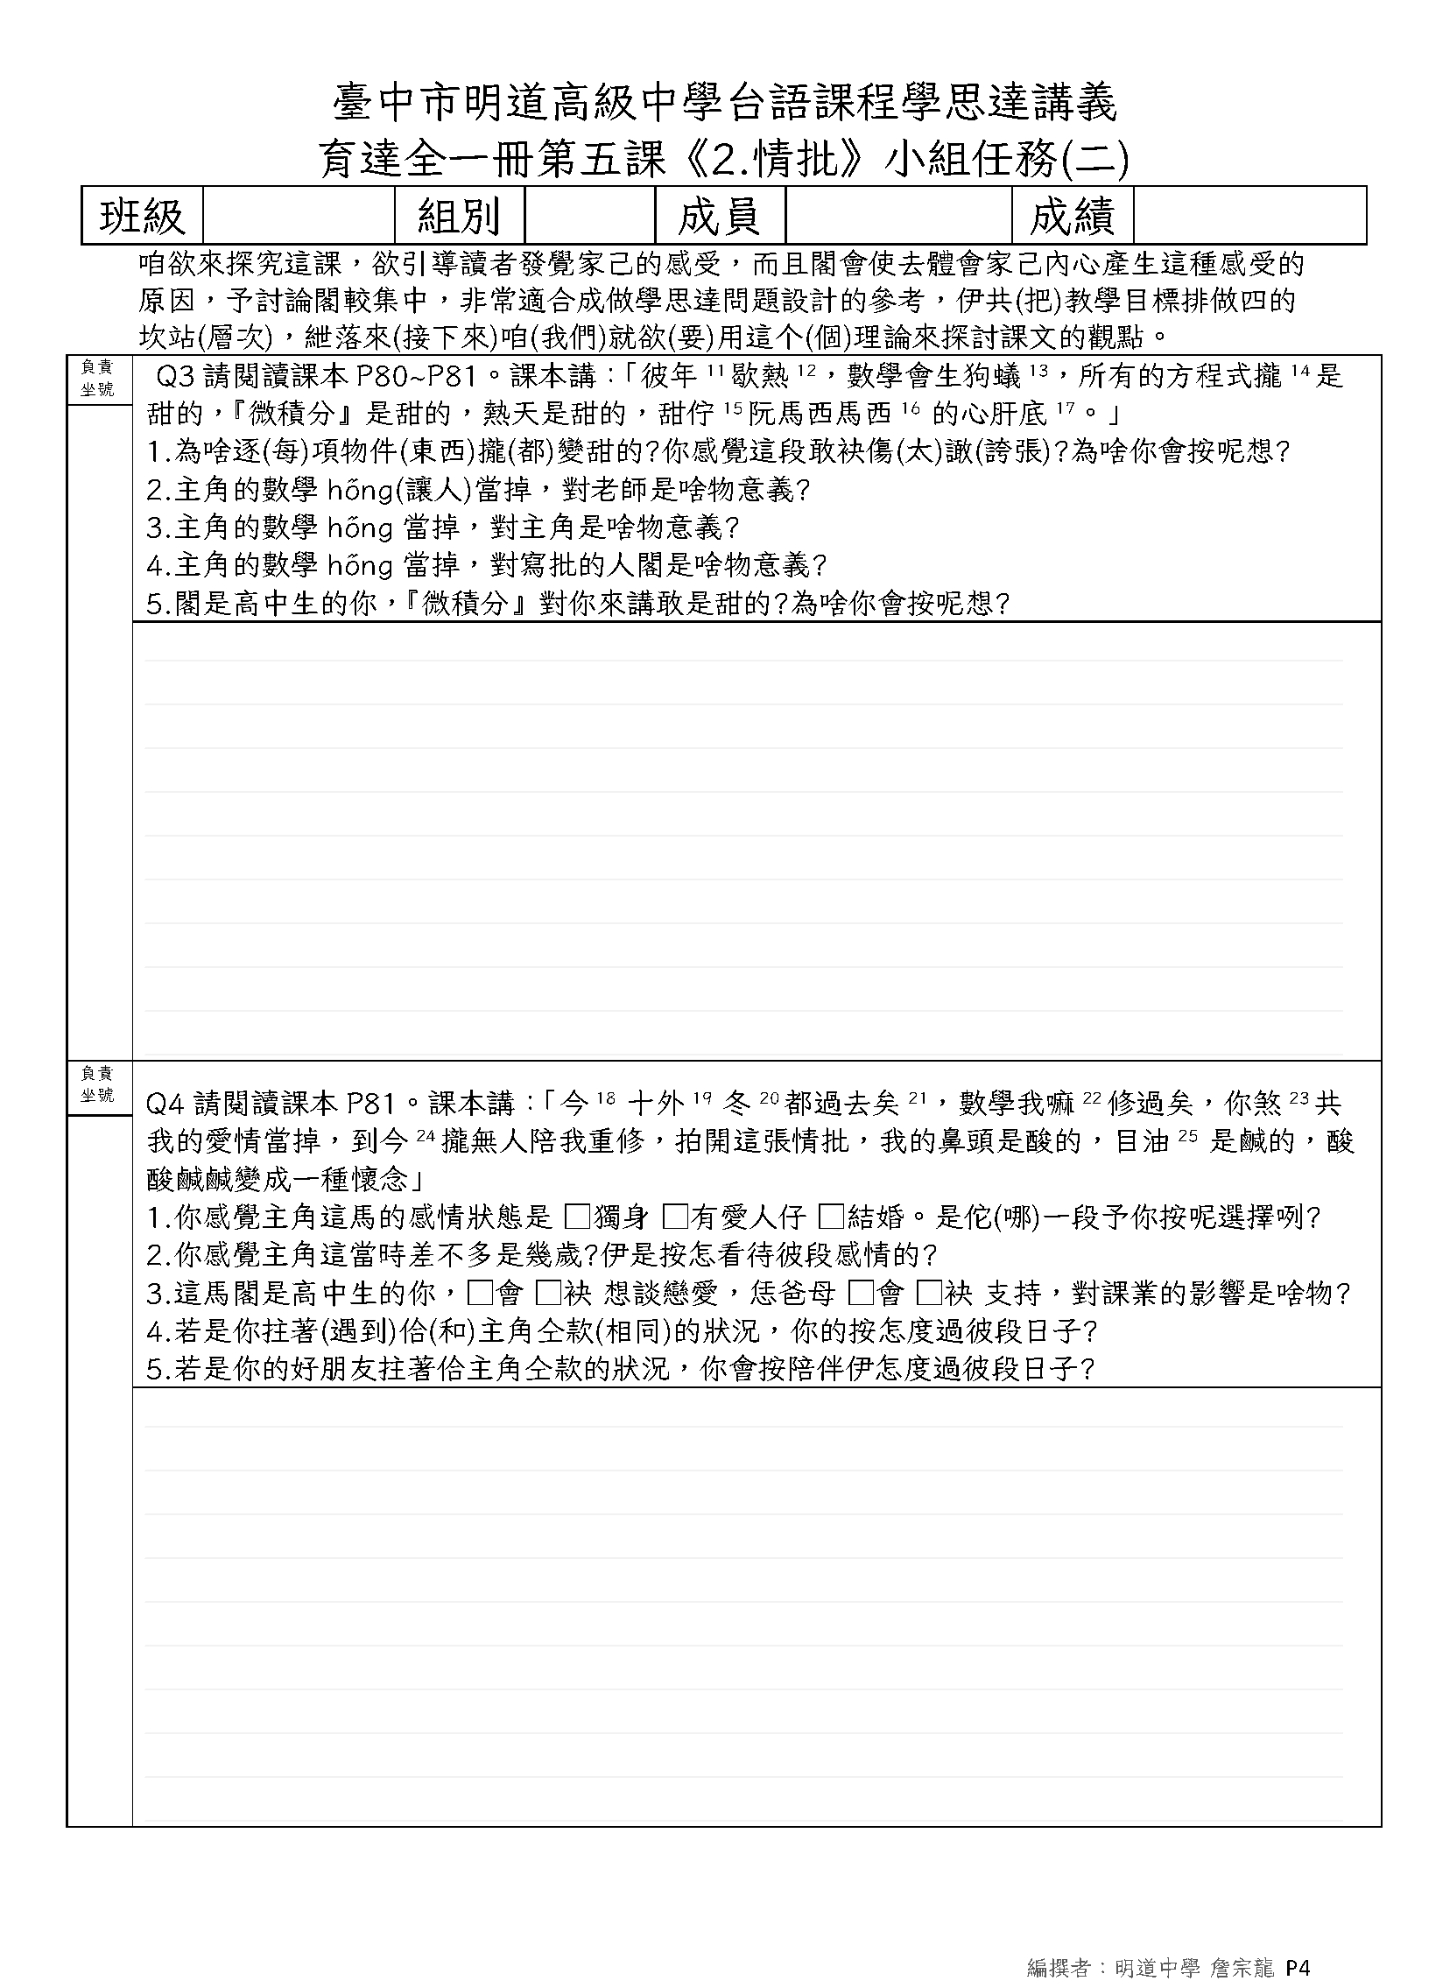 臺中市明道高級中學台語課程學思達講義
育達全一冊第五課《2.情批》小組任務(二)
班級 組別 成員 成績
咱欲來探究這課，欲引導讀者發覺家己的感受，而且閣會使去體會家己內心產生這種感受的
原因，予討論閣較集中，非常適合成做學思達問題設計的參考，伊共(把)教學目標排做四的
坎站(層次)，紲落來(接下來)咱(我們)就欲(要)用這个(個)理論來探討課文的觀點。
負責
坐號
Q3 請閱讀課本 P80~P81。課本講：「彼年 11 歇熱 12，數學會生狗蟻 13，所有的方程式攏 14 是
甜的，『微積分』是甜的，熱天是甜的，甜佇 15 阮馬西馬西 16 的心肝底 17。」
1.為啥逐(每)項物件(東西)攏(都)變甜的?你感覺這段敢袂傷(太)譀(誇張)?為啥你會按呢想?
2.主角的數學 hőng(讓人)當掉，對老師是啥物意義?
3.主角的數學 hőng 當掉，對主角是啥物意義?
4.主角的數學 hőng 當掉，對寫批的人閣是啥物意義?
5.閣是高中生的你，『微積分』對你來講敢是甜的?為啥你會按呢想?
負責
坐號
Q4 請閱讀課本 P81。課本講：「今 18 十外 19 冬 20 都過去矣 21，數學我嘛 22 修過矣，你煞 23 共
我的愛情當掉，到今 24 攏無人陪我重修，拍開這張情批，我的鼻頭是酸的，目油 25 是鹹的，酸
酸鹹鹹變成一種懷念」
1.你感覺主角這馬的感情狀態是 □獨身 □有愛人仔 □結婚。是佗(哪)一段予你按呢選擇咧?
2.你感覺主角這當時差不多是幾歲?伊是按怎看待彼段感情的?
3.這馬閣是高中生的你，□會 □袂 想談戀愛，恁爸母 □會 □袂 支持，對課業的影響是啥物?
4.若是你拄著(遇到)佮(和)主角仝款(相同)的狀況，你的按怎度過彼段日子?
5.若是你的好朋友拄著佮主角仝款的狀況，你會按陪伴伊怎度過彼段日子?
編撰者：明道中學 詹宗龍 P4